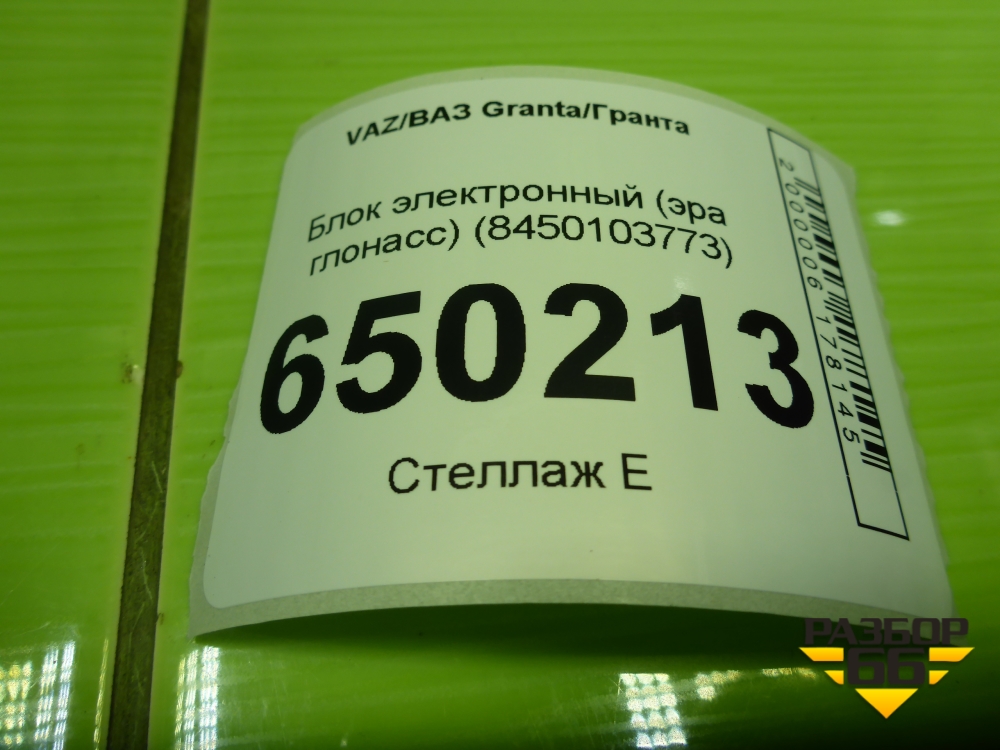 VAZ/ВАЗ Granta/Гранта
Блок электронный (эра
глонасс) (8450103773)
650213
Стеллаж Е
2000006178145
РАЗБОР
66